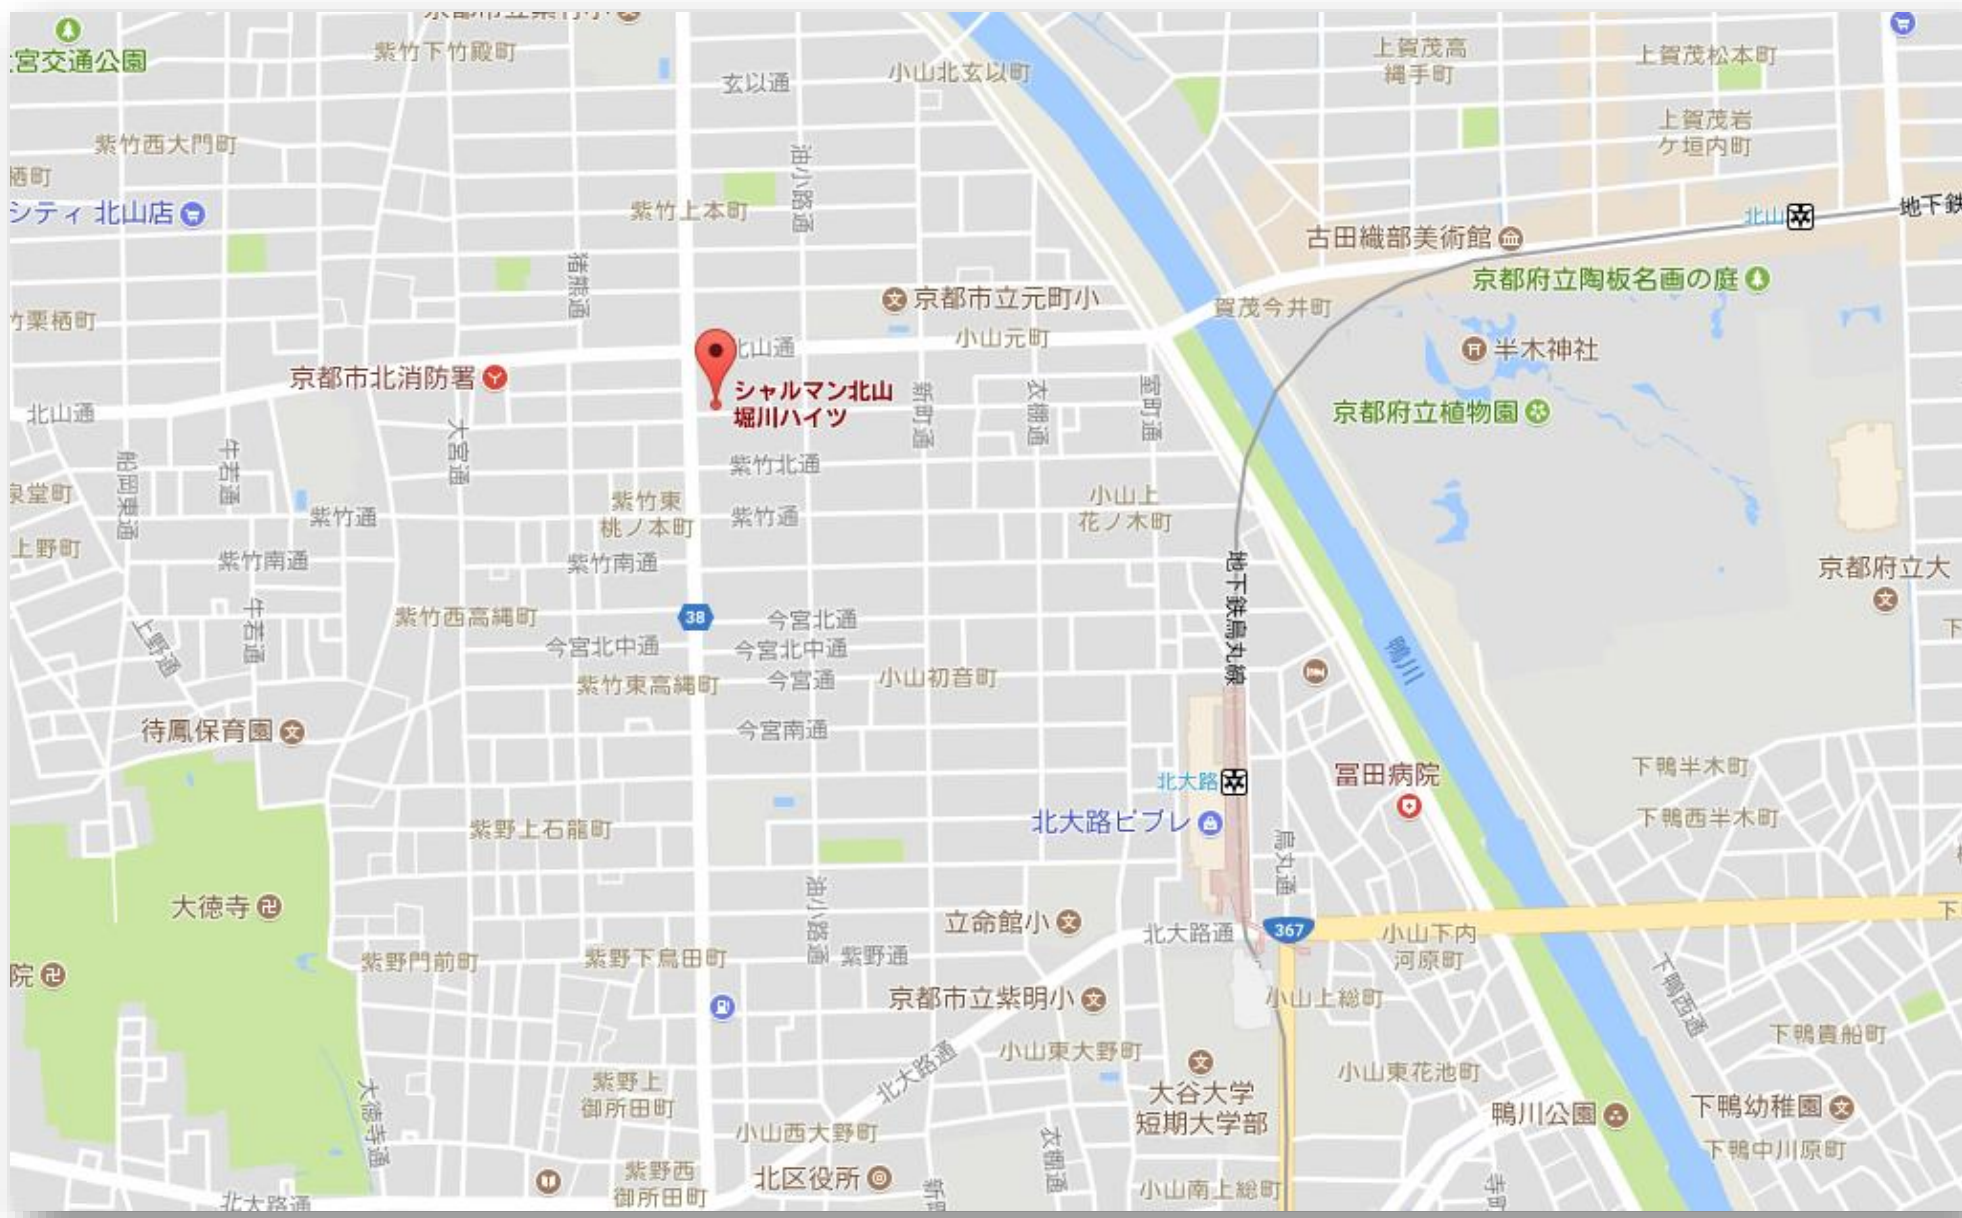 紫竹下竹殿町
宮交通公園
玄以通
小山北玄以町
上賀茂高
縄手町
上賀茂松本町
紫竹西大門町
上賀茂岩
ケ垣内町
栖町
油小路通
シティ 北山店
紫竹上本町
北山
地下鉄
古田織部美術館
京都府立陶板名画の庭
猪熊通
京都市立元町小
賀茂今井町
竹栗栖町
小山元町
北山通
半木神社
京都市北消防署
シャルマン北山
堀川ハイツ
北山通
新町通
衣棚通
室町通
京都府立植物園
大宮通
牛若通
船岡東通
紫竹北通
泉堂町
紫竹東
桃ノ本町
紫竹通
紫竹通
小山上
花ノ木町
上野町
紫竹南通
紫竹南通
地下鉄烏丸線
京都府立大
紫竹西高縄町
38
今宮北通
牛若通
上野通
今宮北中通
今宮北中通
鴨川
下
紫竹東高縄町
今宮通
小山初音町
待鳳保育園
今宮南通
北大路
冨田病院
下鴨半木町
紫野上石龍町
北大路ビブレ
下鴨西半木町
烏丸通
大徳寺
油小路通
立命館小
北大路通
367
小山下内
河原町
下
紫野門前町
紫野下鳥田町
紫野通
院
京都市立紫明小
小山上総町
下鴨西通
下鴨貴船町
小山東大野町
北大路通
紫野上
御所田町
大谷大学
短期大学部
小山東花池町
大徳寺通
鴨川公園
下鴨幼稚園
小山西大野町
衣棚通
下鴨中川原町
紫野西
御所田町
北区役所
小山南上総町
北大路通